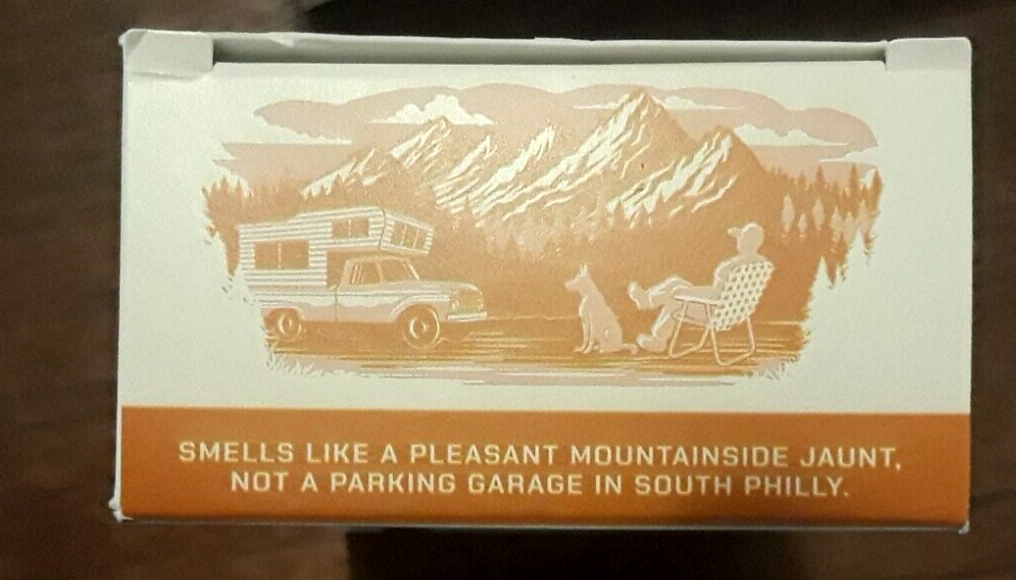 SMELLS LIKE A PLEASANT MOUNTAINSIDE JAUNT,
NOT A PARKING GARAGE IN SOUTH PHILLY.